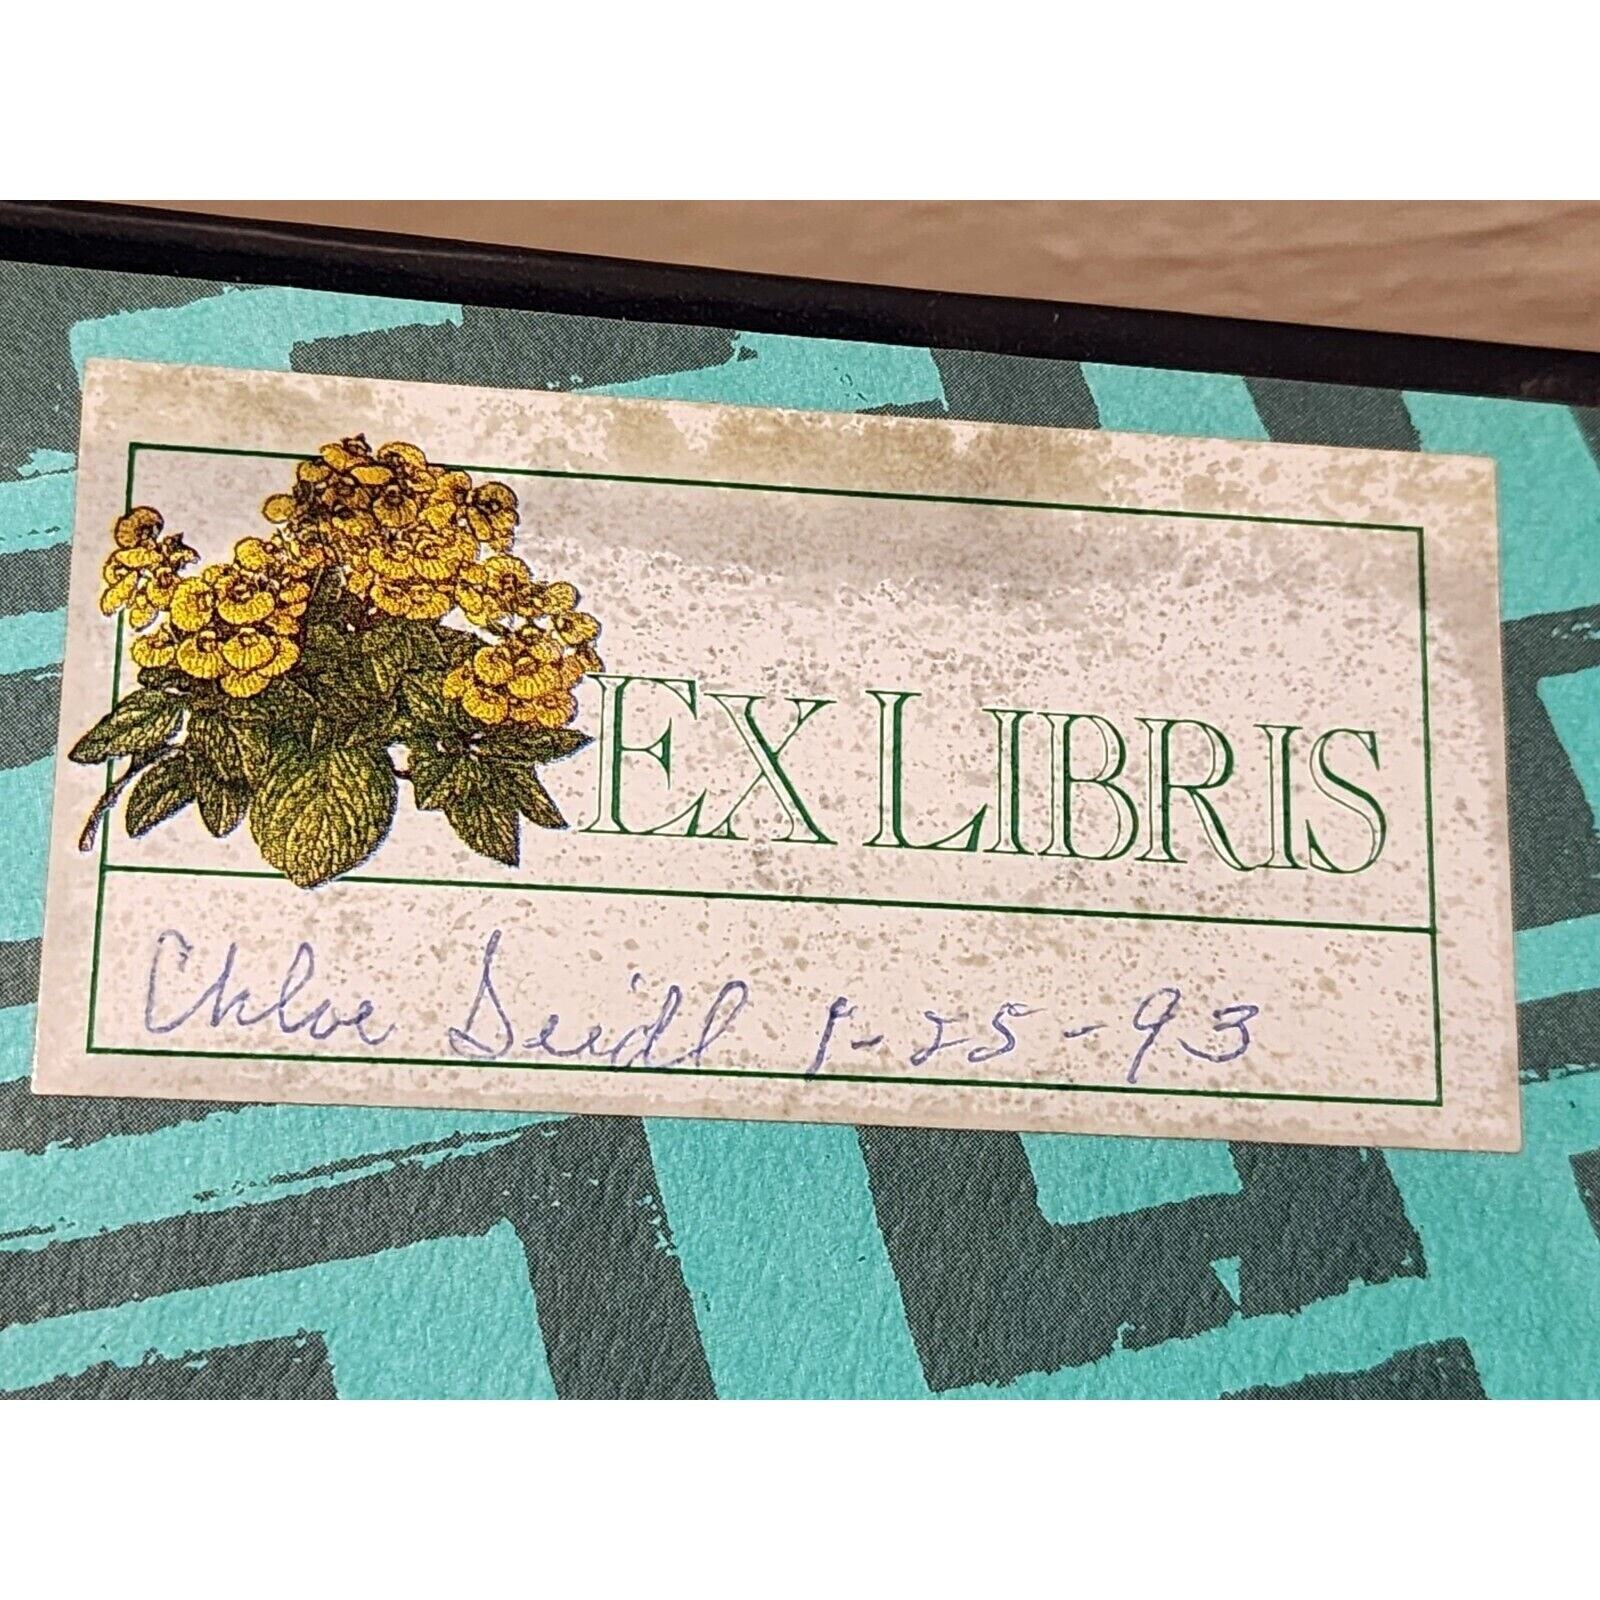 EX LIBRIS
Chloe Seidl 1-25-93